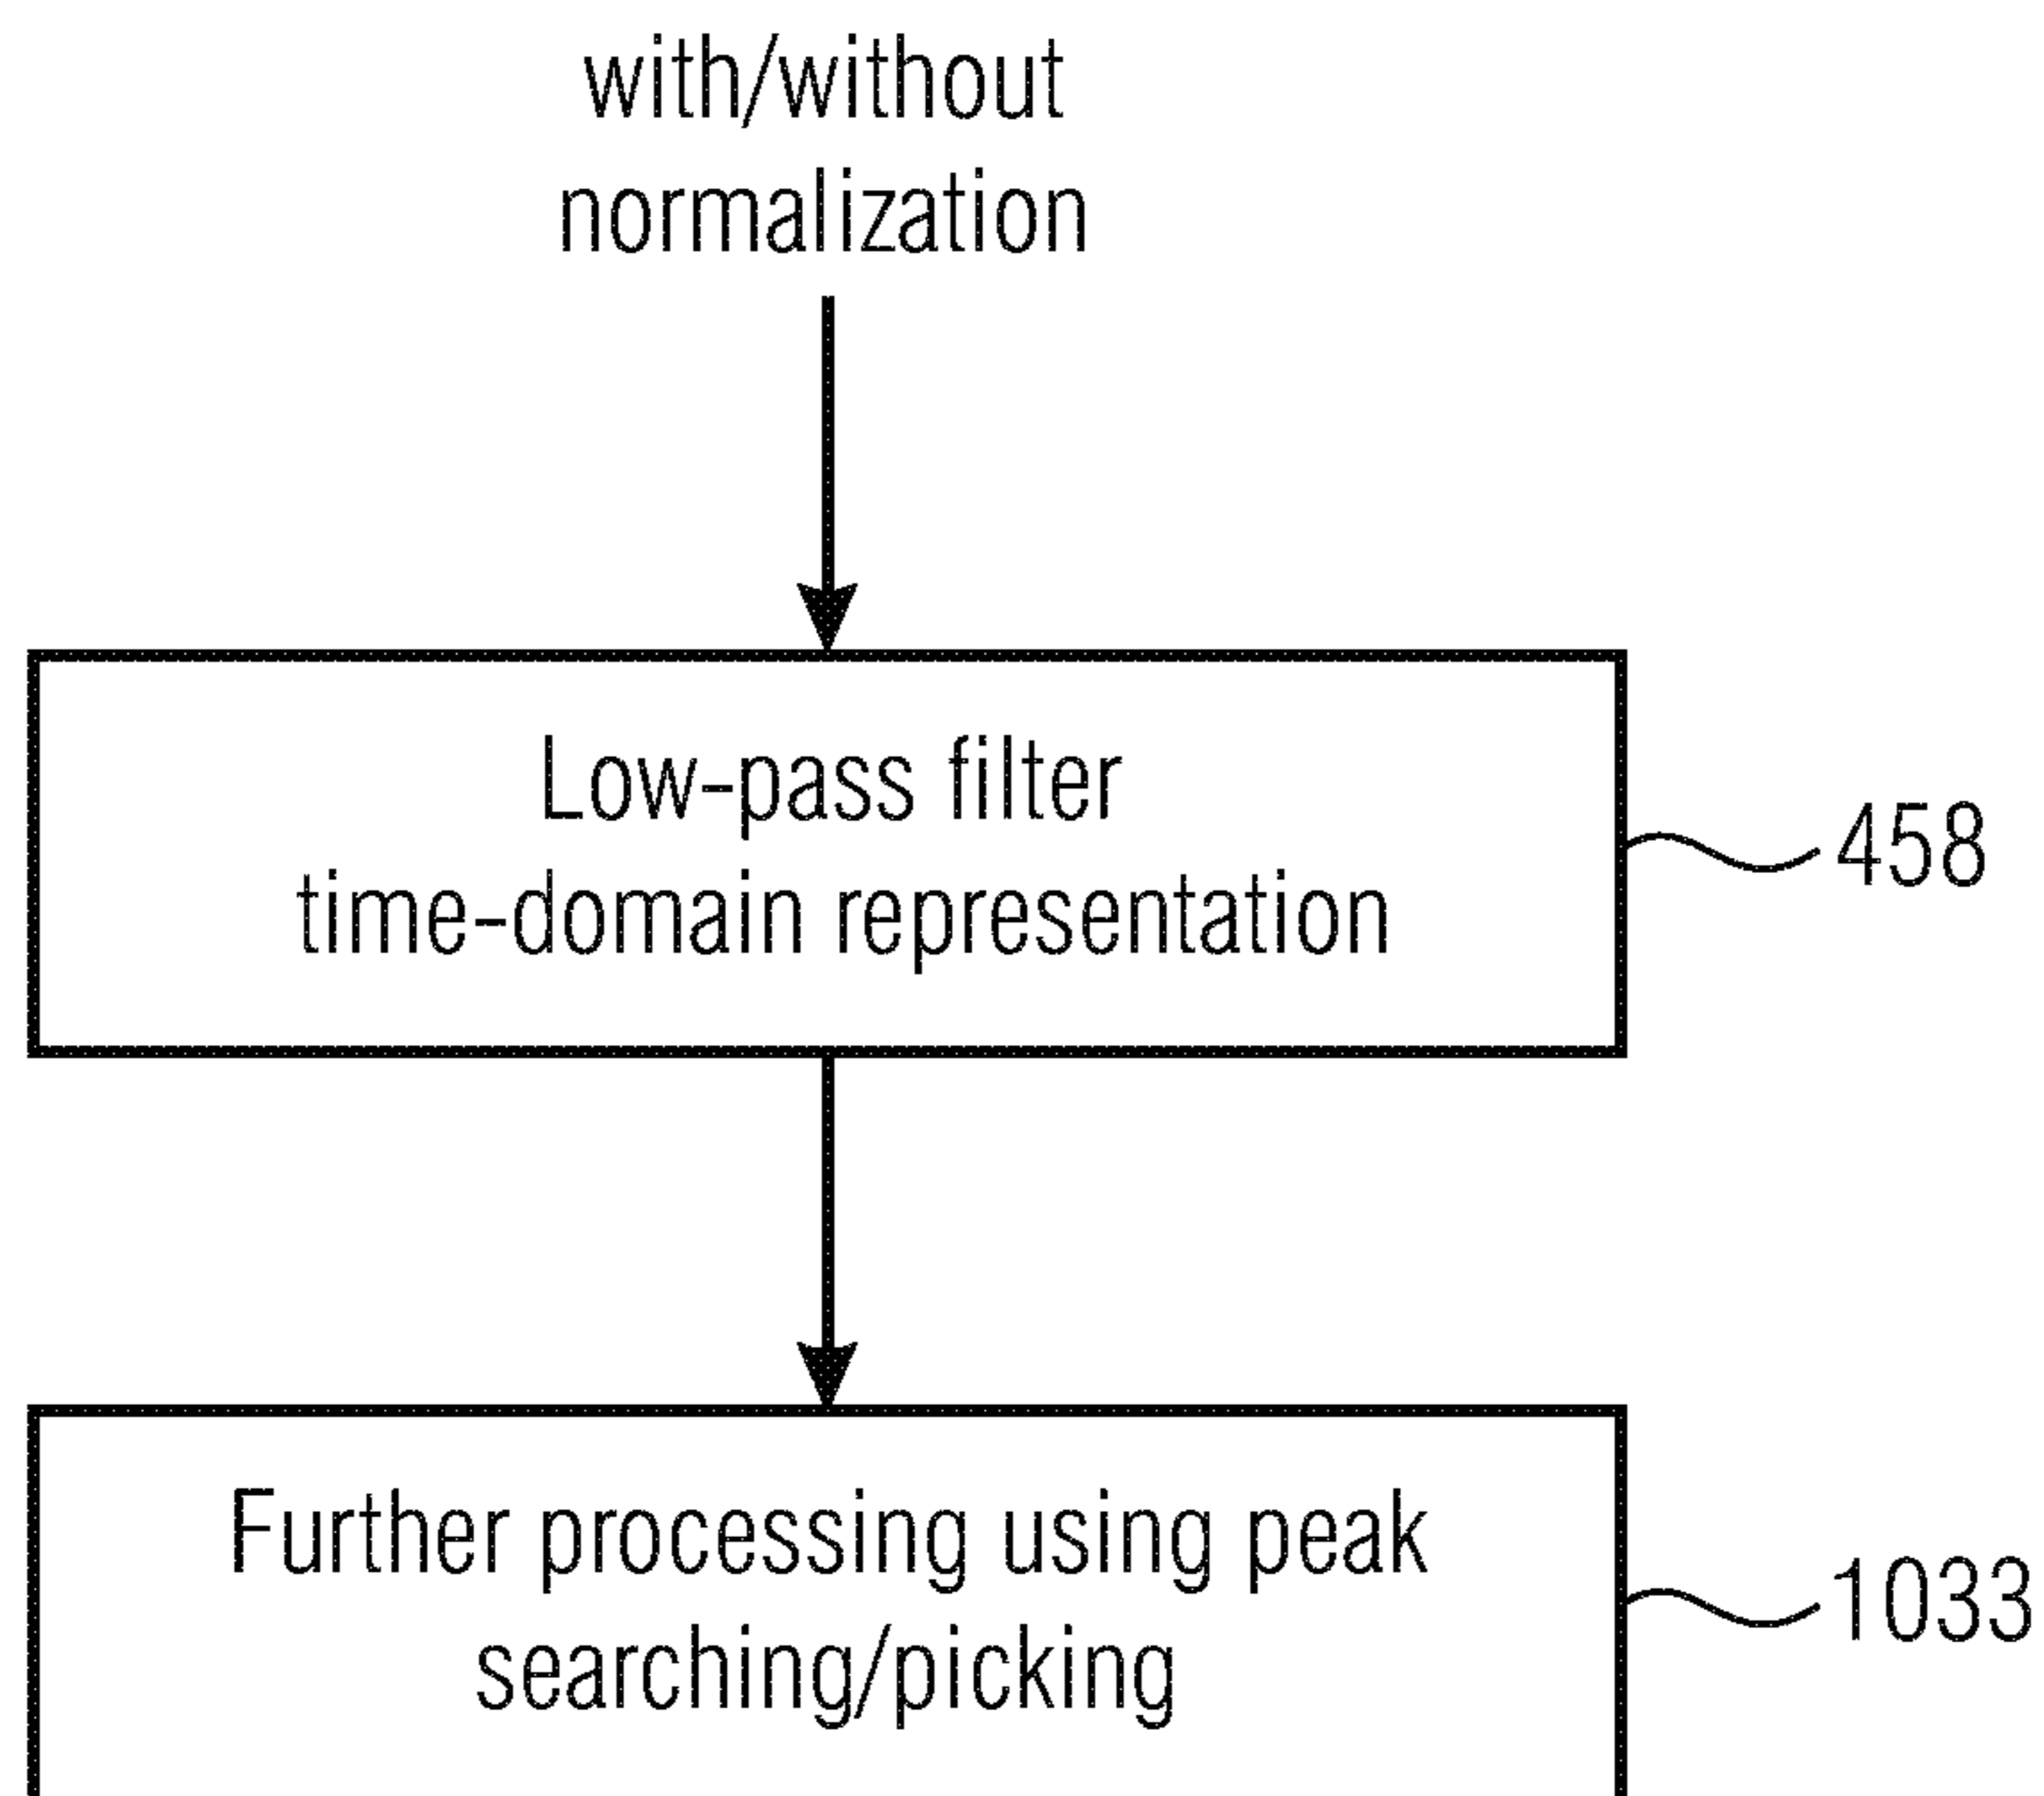 with/without
normalization
Low-pass filter
time-domain representation
458
Further processing using peak
searching/picking
1033